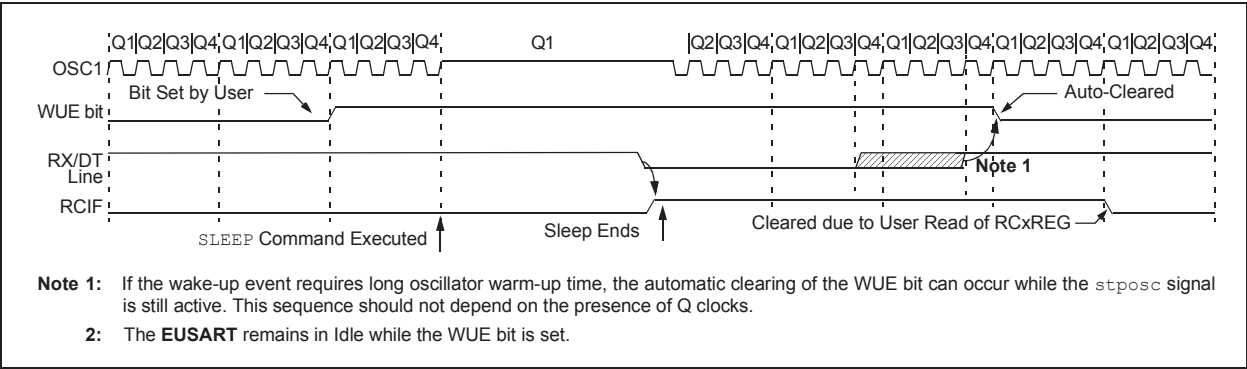 Q1|Q2|Q3|Q4|Q1|Q2|Q3|Q4|Q1|Q2|Q3|Q4 Q1 |Q2|Q3|Q4|Q1|Q2|Q3|Q4|Q1|Q2|Q3|Q4|Q1|Q2|Q3|Q4
OSC1
Bit Set by User Auto-Cleared
WUE bit
RX/DT
Line
Note 1
RCIF
Cleared due to User Read of RCxREG
Sleep Ends
SLEEP Command Executed
Note 1: If the wake-up event requires long oscillator warm-up time, the automatic clearing of the WUE bit can occur while the stposc signal
is still active. This sequence should not depend on the presence of Q clocks.
2: The EUSART remains in Idle while the WUE bit is set.